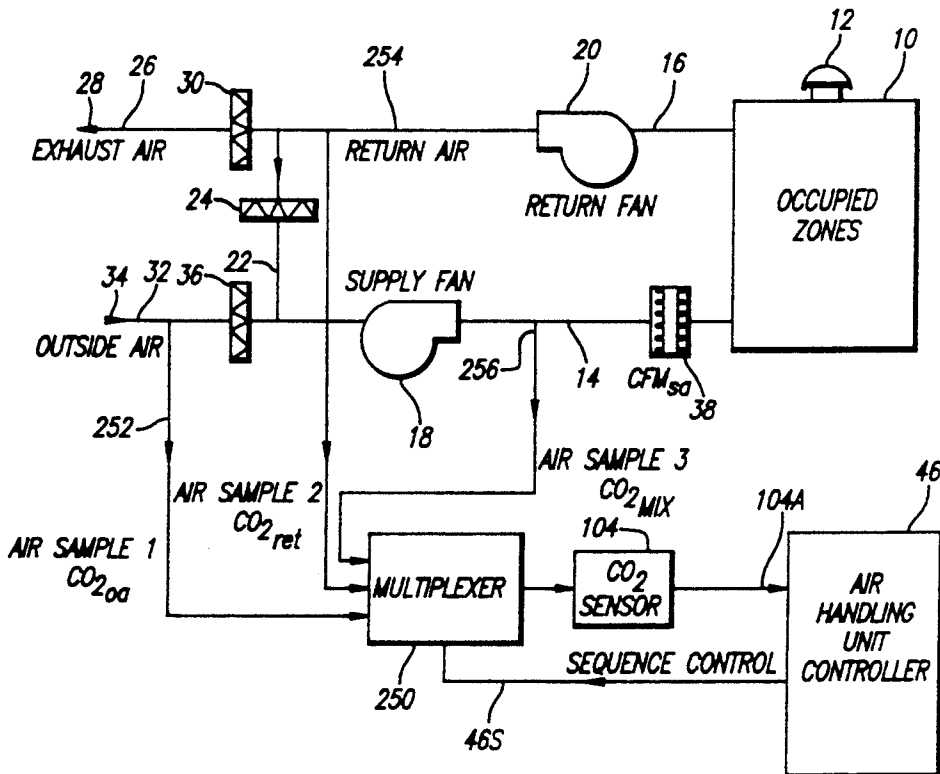 12
10
254
20
16
30
26
28
EXHAUST AIR
RETURN AIR
RETURN FAN
OCCUPIED
ZONES
24
22
36
34
32
SUPPLY FAN
OUTSIDE AIR
256
14
CFMsa
38
18
252
AIR SAMPLE 3
CO2MIX
AIR SAMPLE 2
CO2ret
AIR SAMPLE 1
CO2oa
104
104A
46
MULTIPLEXER
CO2
SENSOR
AIR
HANDLING
UNIT
CONTROLLER
SEQUENCE CONTROL
250
46S